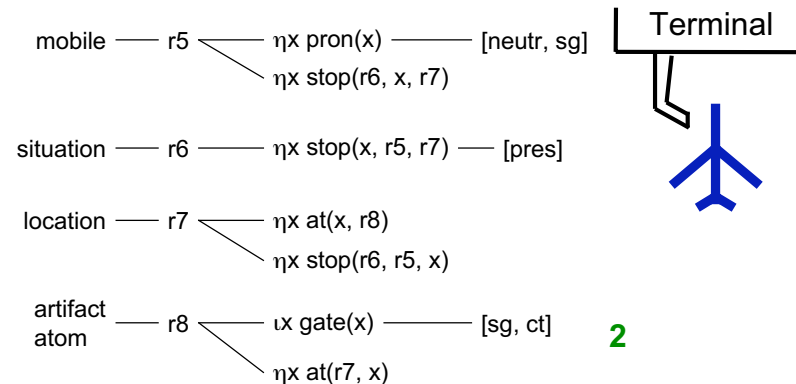 Terminal
mobile r5 ηx pron(x) [neutr, sg]
ηx stop(r6, x, r7)
situation r6 ηx stop(x, r5, r7) [pres]
location r7 ηx at(x, r8)
ηx stop(r6, r5, x)
artifact
atom r8 ιx gate(x) [sg, ct]
ηx at(r7, x)
2